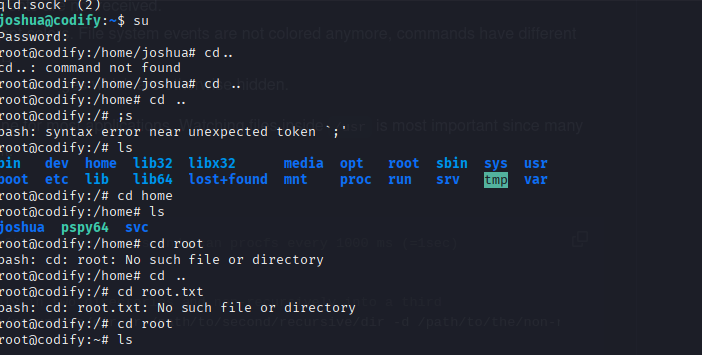 qld.sock' (2)
joshua@codify:~$ su
Password:
root@codify:/home/joshua# cd..
cd..: command not found
root@codify:/home/joshua# cd ..
root@codify:/home# cd ..
root@codify:/# ;s
bash: syntax error near unexpected token `;'
root@codify:/# ls
bin dev home lib32 libx32 media opt root sbin sys usr
boot etc lib lib64 lost+found mnt proc run srv tmp var
root@codify:/# cd home
root@codify:/home# ls
joshua pspy64 svc
root@codify:/home# cd root
bash: cd: root: No such file or directory
root@codify:/home# cd ..
root@codify:/# cd root.txt
bash: cd: root.txt: No such file or directory
root@codify:/# cd root
root@codify:~# ls